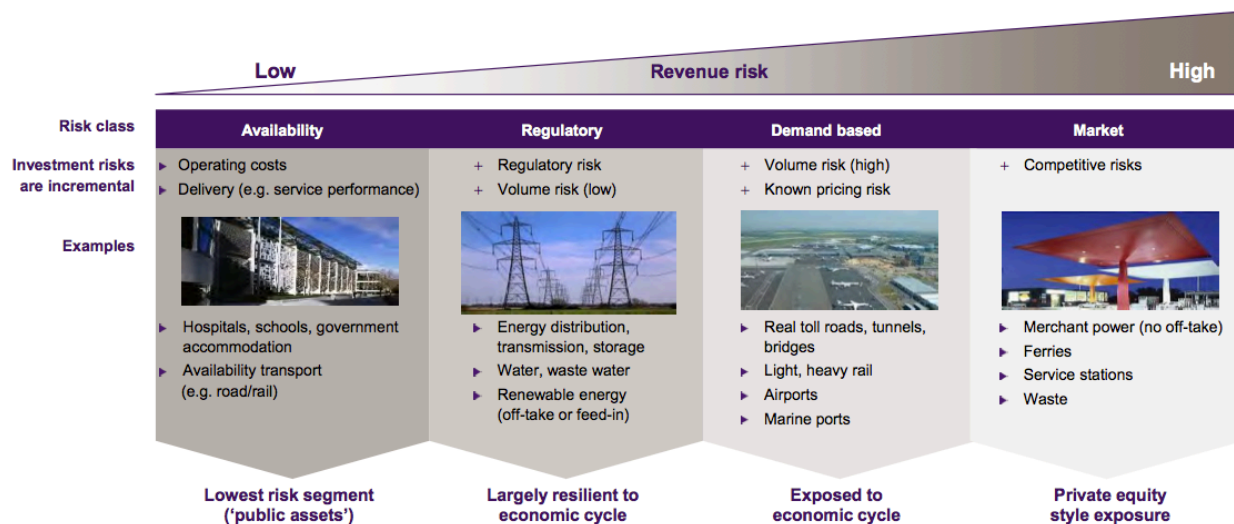 Low
Revenue risk
High
Risk class
Availability
Regulatory
Demand based
Market
Investment risks
are incremental
Operating costs
Delivery (e.g. service performance)
+ Regulatory risk
+ Volume risk (low)
+ Volume risk (high)
+ Known pricing risk
+ Competitive risks
Examples
Hospitals, schools, government
accommodation
Availability transport
(e.g. road/rail)
Energy distribution,
transmission, storage
Water, waste water
Renewable energy
(off-take or feed-in)
Real toll roads, tunnels,
bridges
Light, heavy rail
Airports
Marine ports
Merchant power (no off-take)
Ferries
Service stations
Waste
Lowest risk segment
(‘public assets’)
Largely resilient to
economic cycle
Exposed to
economic cycle
Private equity
style exposure